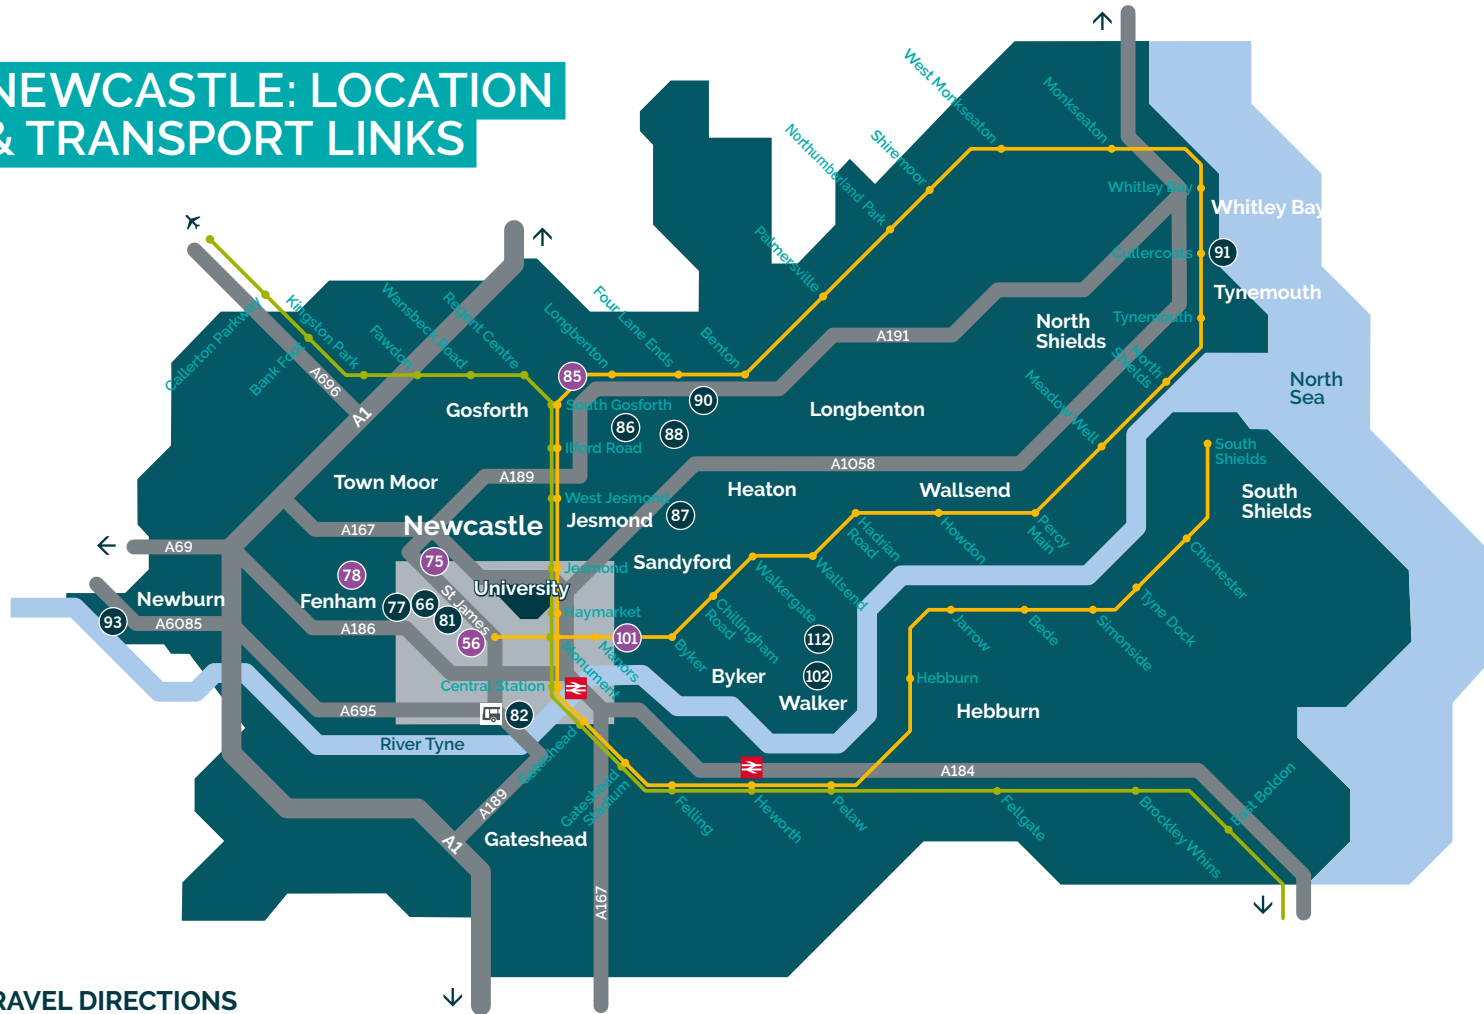 NEWCASTLE: LOCATION
& TRANSPORT LINKS
West Monkseaton
Monkseaton
Shiremoor
Northumberland Park
Whitley Bay
Whitley Bay
Palmersville
Cullercoats
91
Tynemouth
Tynemouth
Callerton Parkway
Bank Foot
Kingston Park
Fawdon
Wansbeck Road
Regent Centre
Longbenton
Four Lane Ends
Benton
A696
A1
A191
North
Shields
North
Shields
Meadow Well
North
Sea
85
90
South Gosforth
Gosforth
86
88
Longbenton
Ilford Road
South
Shields
A189
A1058
Town Moor
West Jesmond
Heaton
Wallsend
South
Shields
Newcastle
Jesmond
87
A167
Hadrian
Road
Howdon
Percy
Main
Chichester
A69
75
Sandyford
Jesmond
78
University
Walkergate
Wallsend
Tyne Dock
Newburn
Fenham
77
66
81
St James
Haymarket
Chillingham
Road
93
A6085
A186
56
101
Monument
Manors
Byker
112
Jarrow
Bede
Simonside
Byker
102
Walker
Hebburn
Central Station
Hebburn
A695
82
River Tyne
Gateshead
Gateshead
Stadium
A184
A189
Felling
Heworth
Pelaw
Fellgate
Brockley Whins
East Boldon
A1
Gateshead
A167
RAVEL DIRECTIONS